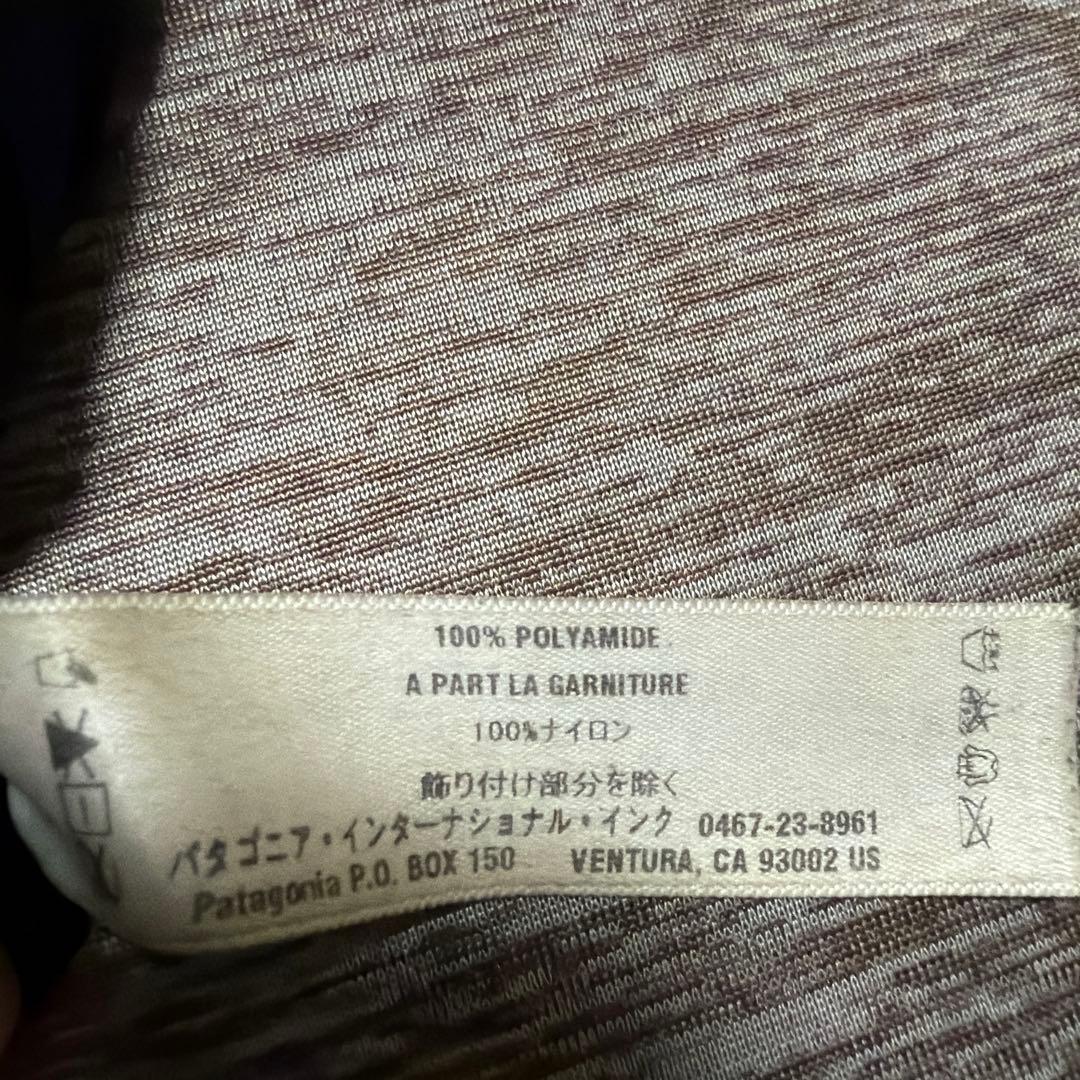 100% POLYAMIDE
A PART LA GARNITURE
100%ナイロン
飾り付け部分を除く
パタゴニア・インターナショナル・インク 0467-23-8961
Patagonia P.O. BOX 150 VENTURA, CA 93002 US